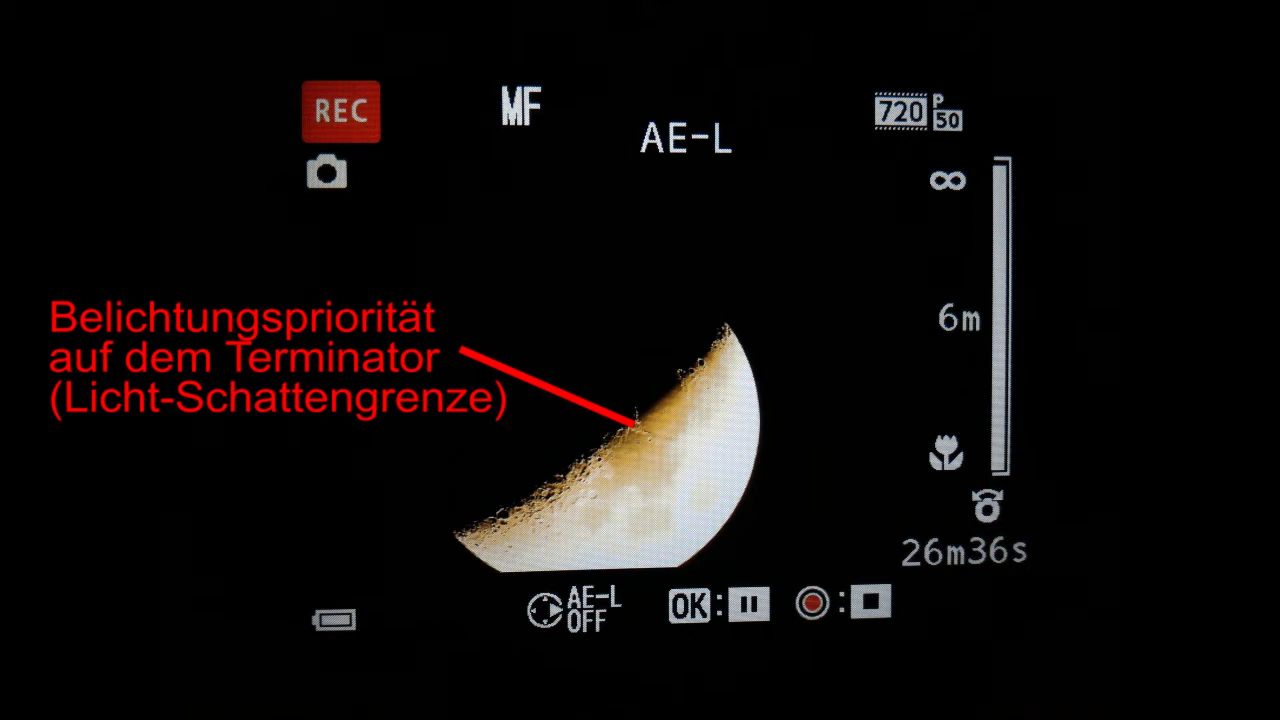 REC
MF
AE-L
720 P 50
∞
Belichtungspriorität
auf dem Terminator
(Licht-Schattengrenze)
6m
26m36s
AE-L
OFF
OK:
: